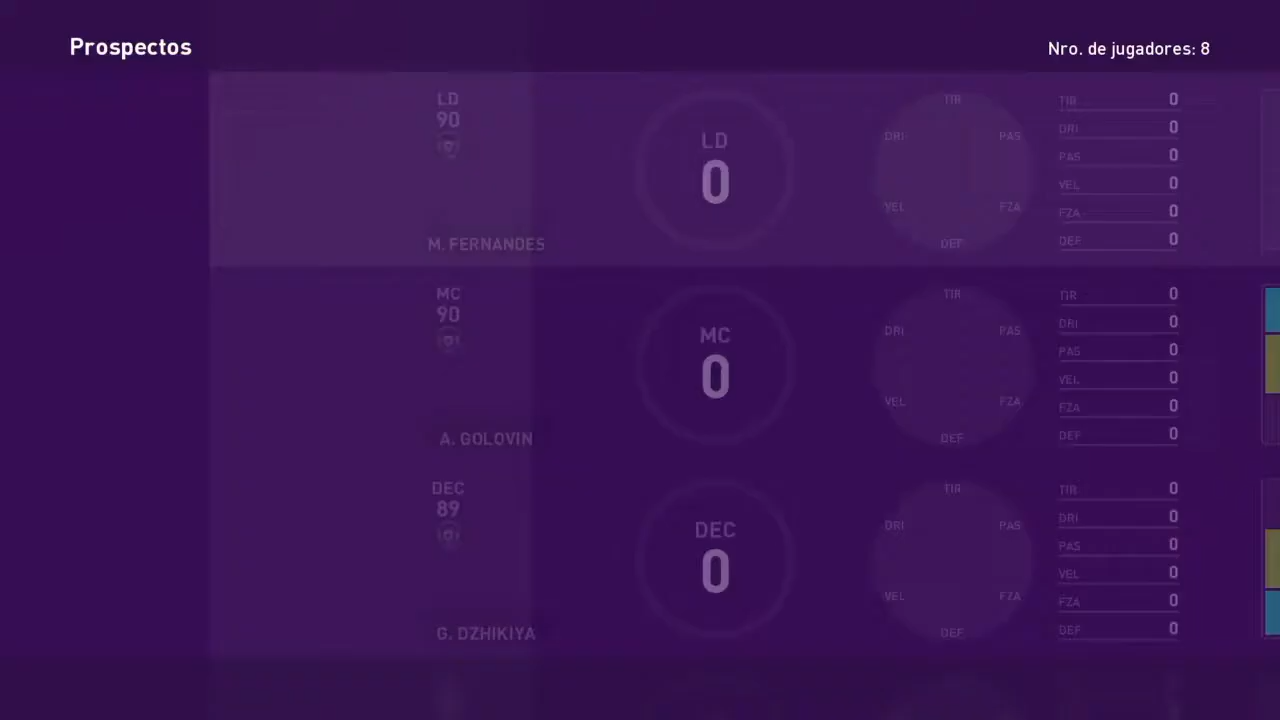 Prospectos
Nro. de jugadores: 8
LD
90
M. FERNANDES
LD
0
TIR
DRI
PAS
VEL
FZA
DEF
TIR 0
DRI 0
PAS 0
VEL 0
FZA 0
DEF 0
MC
90
A. GOLOVIN
MC
0
TIR
DRI
PAS
VEL
FZA
DEF
TIR 0
DRI 0
PAS 0
VEL 0
FZA 0
DEF 0
DEC
89
G. DZHIKIYA
DEC
0
TIR
DRI
PAS
VEL
FZA
DEF
TIR 0
DRI 0
PAS 0
VEL 0
FZA 0
DEF 0